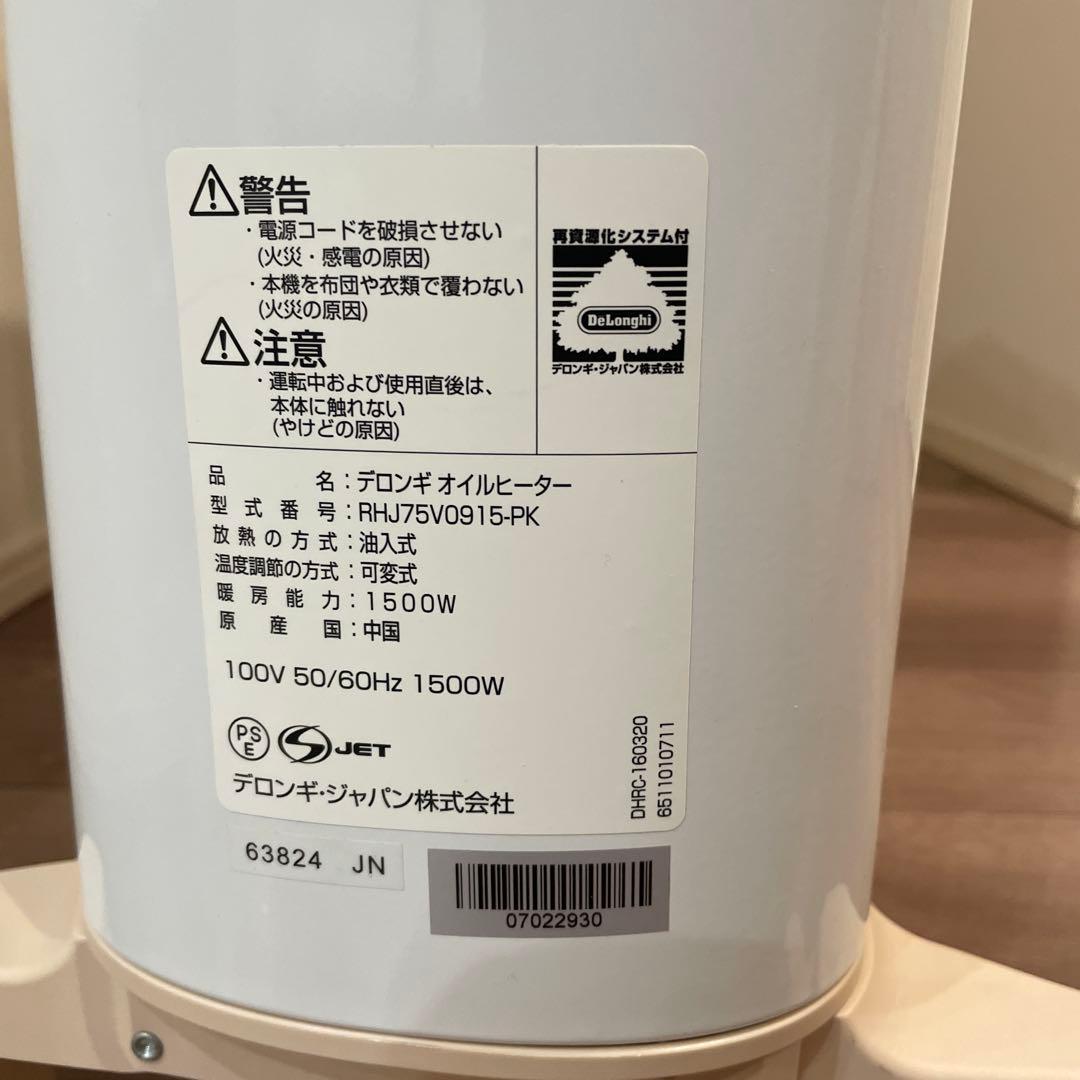 警告
・電源コードを破損させない
(火災・感電の原因)
・本機を布団や衣類で覆わない
(火災の原因)
注意
・運転中および使用直後は、
本体に触れない
(やけどの原因)
再資源化システム付
DeLonghi
デロンギ・ジャパン株式会社
品名：デロンギ オイルヒーター
型式番号：RHJ75V0915-PK
放熱の方式：油入式
温度調節の方式：可変式
暖房能力：1500W
原産国：中国
100V 50/60Hz 1500W
PSE JET
デロンギ・ジャパン株式会社
DHRC-160320
6511010711
63824 JN
07022930